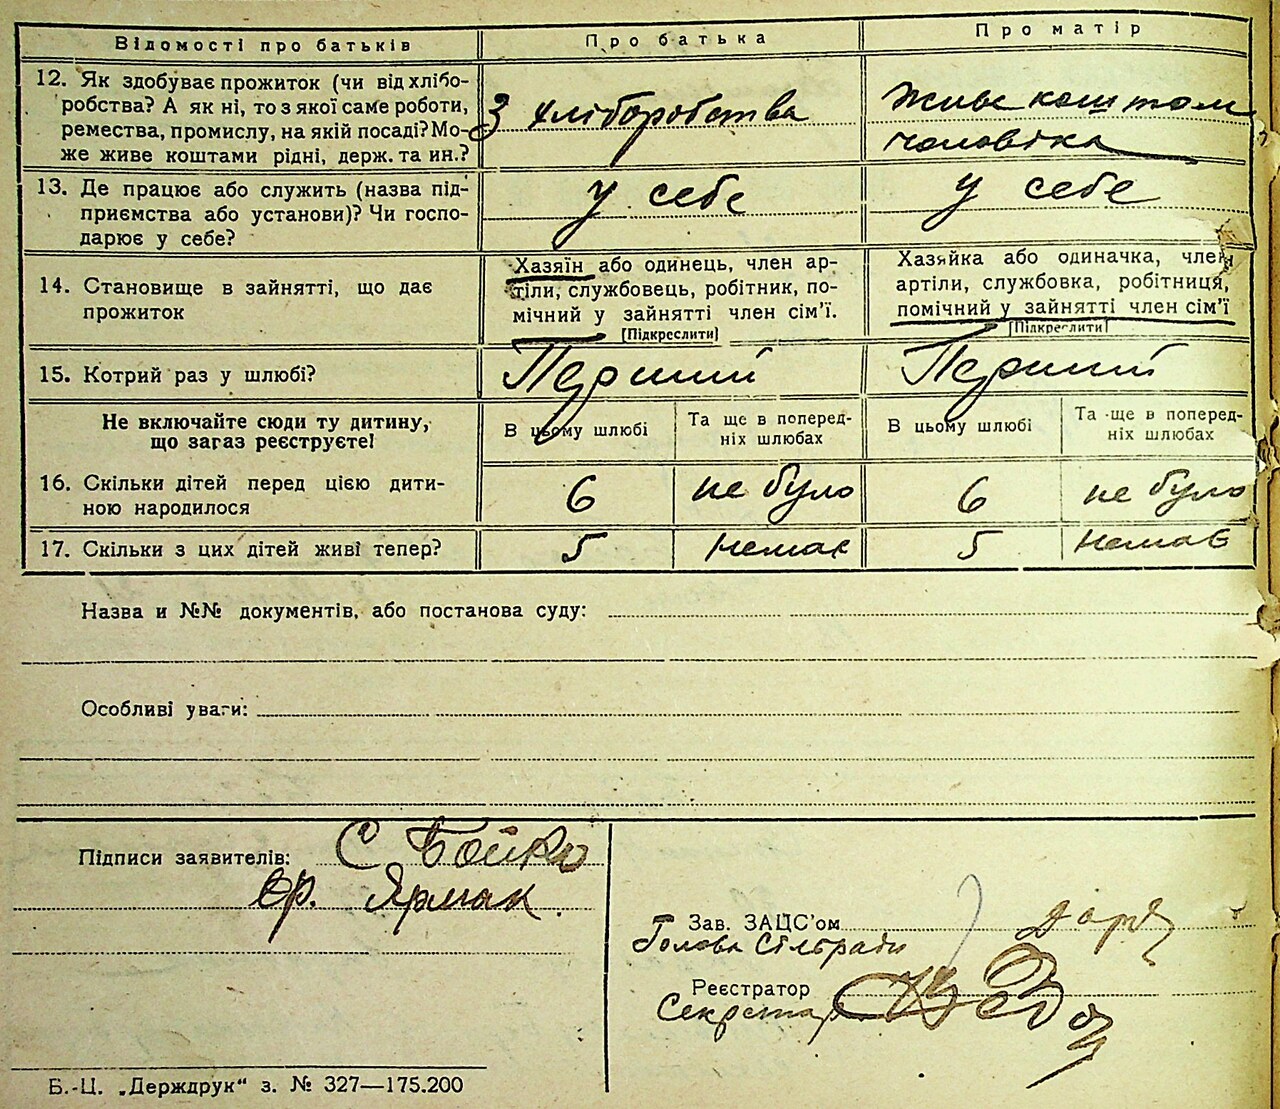 Відомості про батьків Про батька Про матір
12. Як здобуває прожиток (чи від хлібо-
робства? А як ні, то з якої саме роботи,
ремества, промислу, на якій посаді? Мо-
же живе коштами рідні, держ. та ин.?
З хліборобства
Живе коштом
человіка
13. Де працює або служить (назва під-
приємства або установи)? Чи госпо-
дарює у себе?
у себе
у себе
14. Становище в зайнятті, що дає
прожиток
Хазяїн або одинець, член ар-
тіли, службовець, робітник, по-
мічний у зайнятті член сім'ї.
[Підкреслити]
Хазяйка або одиначка, член
артіли, службовка, робітниця,
помічний у зайнятті член сім'ї
[Підкреслити]
15. Котрий раз у шлюбі? Перший Перший
Не включайте сюди ту дитину,
що зараз реєструєте!
В цьому шлюбі
Та ще в поперед-
ніх шлюбах
В цьому шлюбі
Та ще в поперед-
ніх шлюбах
16. Скільки дітей перед цією дити-
ною народилося
6 не було 6 не було
17. Скільки з цих дітей живі тепер? 5 немає 5 немає
Назва и №№ документів, або постанова суду:
Особливі уваги:
Підписи заявителів: С Бойко
Гр. Ярмак.
Зав. ЗАЦС'ом
Голова Сільради
Реєстратор
Секретар
Б.-Ц. „Держдрук" з. № 327—175.200